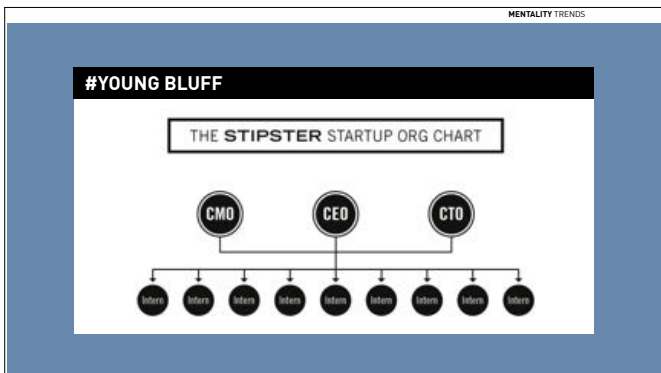 MENTALITY TRENDS
#YOUNG BLUFF
THE STIPSTER STARTUP ORG CHART
CMO CEO CTO
Intern Intern Intern Intern Intern Intern Intern Intern Intern